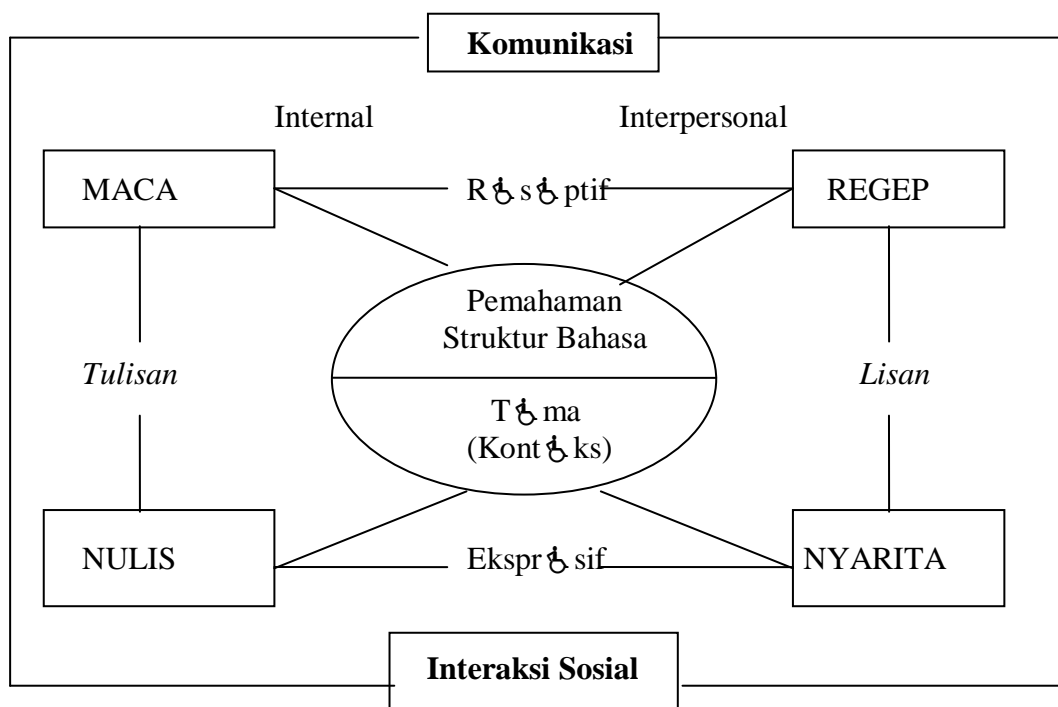 Komunikasi
Internal
Interpersonal
MACA
R♿s♿ptif
REGEP
Pemahaman
Struktur Bahasa
Tulisan
Lisan
T♿ma
(Kont♿ks)
NULIS
Ekspr♿sif
NYARITA
Interaksi Sosial